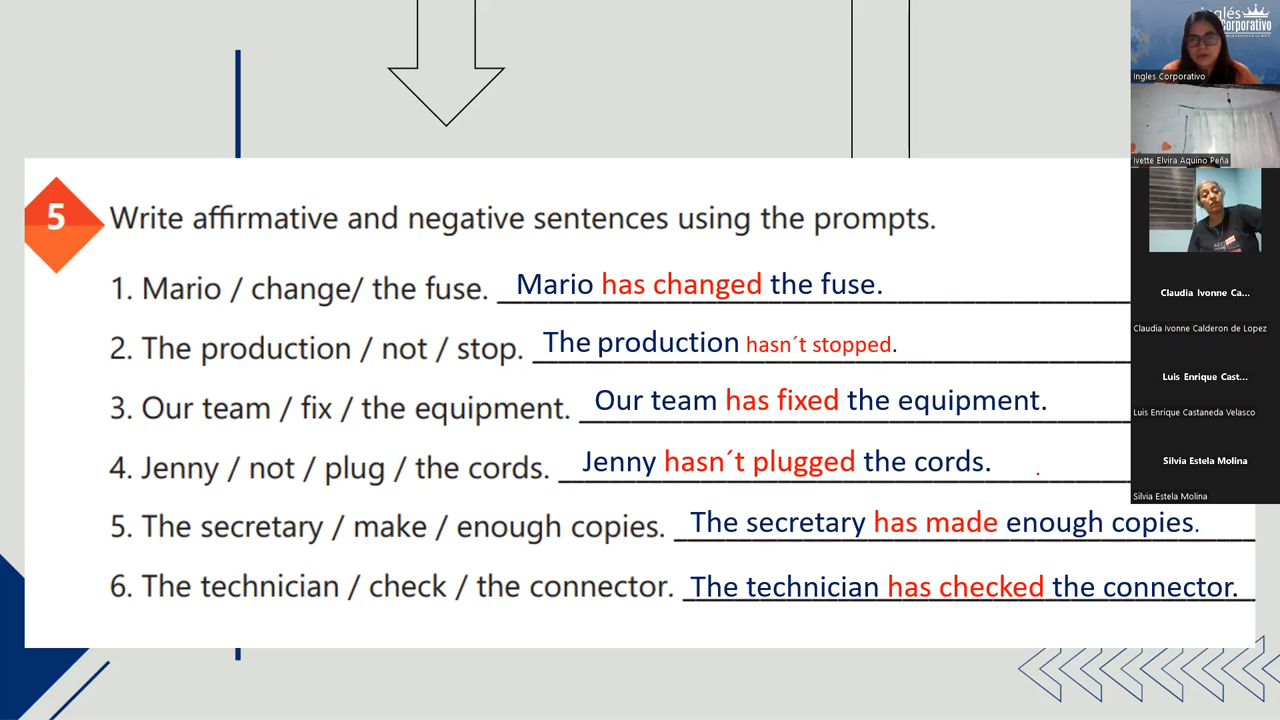 5 Write affirmative and negative sentences using the prompts.
1. Mario / change/ the fuse. Mario has changed the fuse.
2. The production / not / stop. The production hasn´t stopped.
3. Our team / fix / the equipment. Our team has fixed the equipment.
4. Jenny / not / plug / the cords. Jenny hasn´t plugged the cords.
5. The secretary / make / enough copies. The secretary has made enough copies.
6. The technician / check / the connector. The technician has checked the connector.
inglés
Corporativo
Ingles Corporativo
Ivette Elvira Aquino Peña
Claudia Ivonne Ca...
Claudia Ivonne Calderon de Lopez
Luis Enrique Cast...
Luis Enrique Castaneda Velasco
Silvia Estela Molina
Silvia Estela Molina